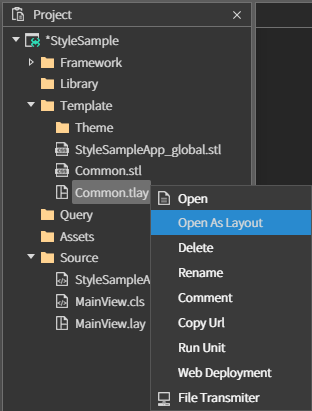 Project
*StyleSample
Framework
Library
Template
Theme
StyleSampleApp_global.stl
Common.stl
Common.tlay
Open
Query
Open As Layout
Assets
Delete
Source
Rename
StyleSampleA
Comment
MainView.cls
Copy Url
MainView.lay
Run Unit
Web Deployment
File Transmiter